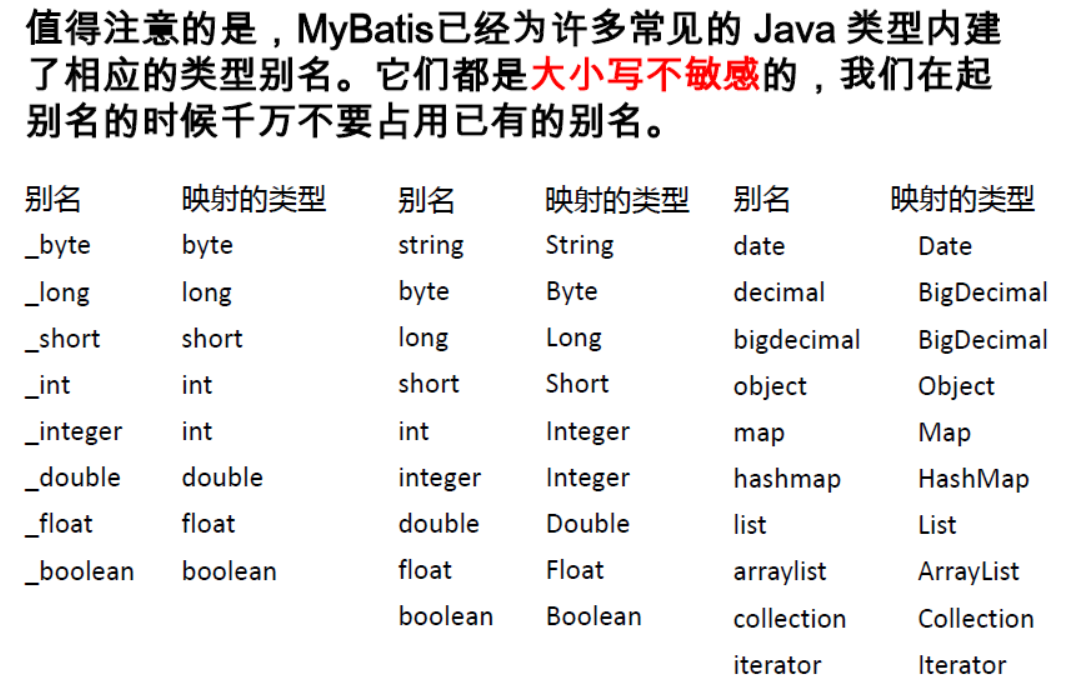 值得注意的是，MyBatis已经为许多常见的 Java 类型内建
了相应的类型别名。它们都是大小写不敏感的，我们在起
别名的时候千万不要占用已有的别名。
别名 映射的类型 别名 映射的类型 别名 映射的类型
_byte byte string String date Date
_long long byte Byte decimal BigDecimal
_short short long Long bigdecimal BigDecimal
_int int short Short object Object
_integer int int Integer map Map
_double double integer Integer hashmap HashMap
_float float double Double list List
_boolean boolean float Float arraylist ArrayList
boolean Boolean collection Collection
iterator Iterator